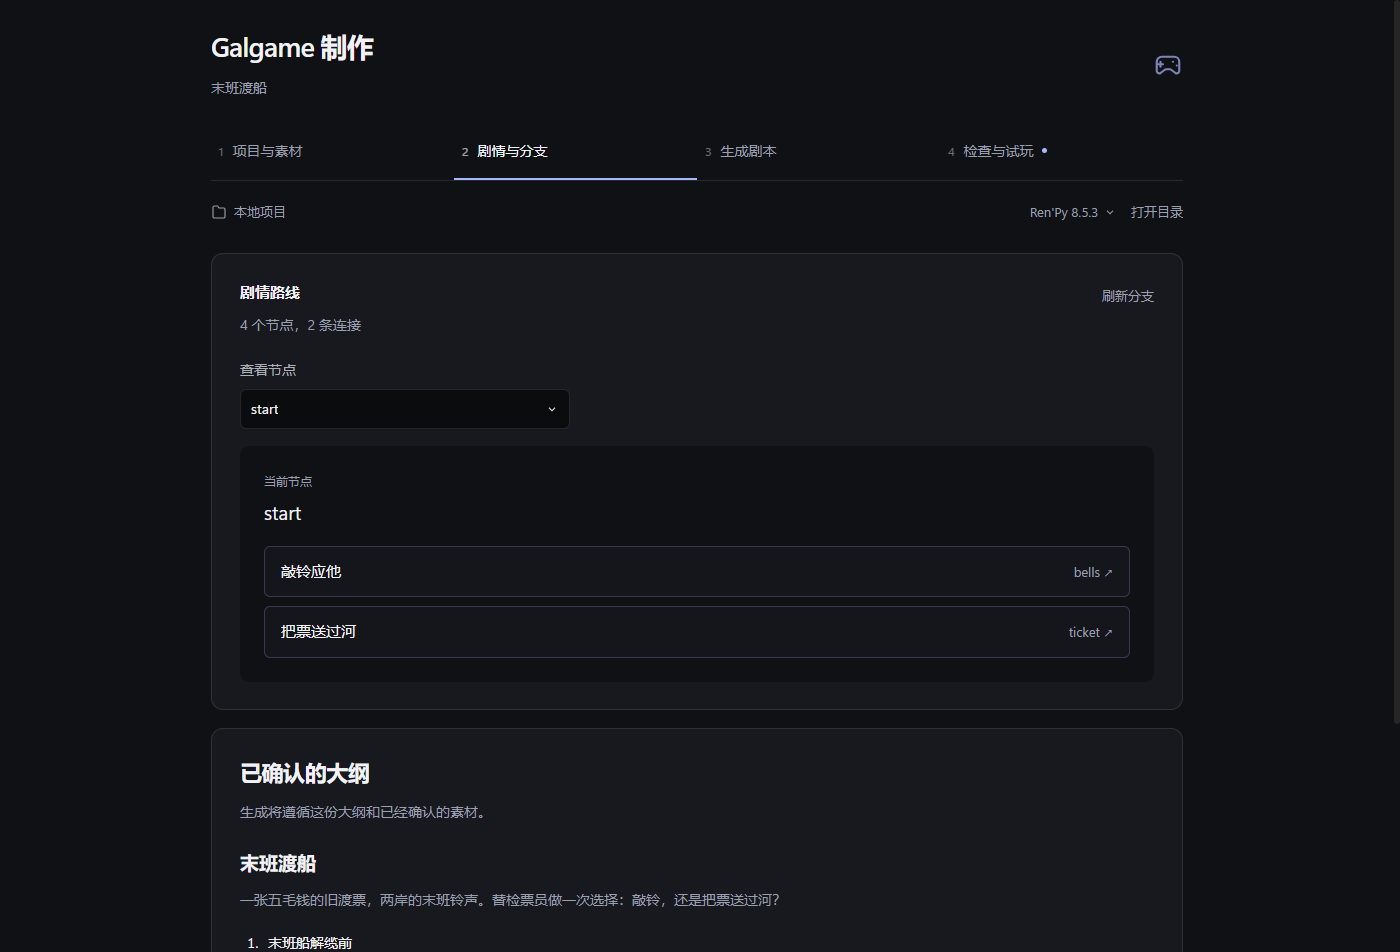 Galgame 制作
末班渡船
1 项目与素材
2 剧情与分支
3 生成剧本
4 检查与试玩
本地项目
Ren'Py 8.5.3
打开目录
剧情路线
刷新分支
4 个节点，2 条连接
查看节点
start
当前节点
start
敲铃应他
bells ↗
把票送过河
ticket ↗
已确认的大纲
生成将遵循这份大纲和已经确认的素材。
末班渡船
一张五毛钱的旧渡票，两岸的末班铃声。替检票员做一次选择：敲铃，还是把票送过河？
1. 末班船解缆前